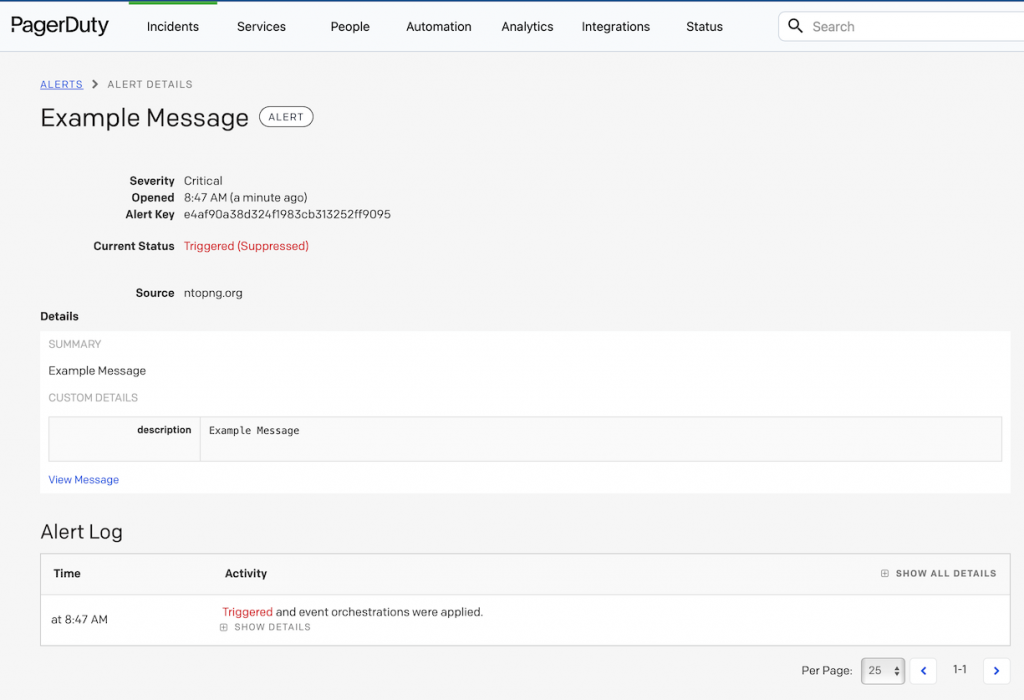 PagerDuty Incidents Services People Automation Analytics Integrations Status Search
ALERTS > ALERT DETAILS
Example Message ALERT
Severity Critical
Opened 8:47 AM (a minute ago)
Alert Key e4af90a38d324f1983cb313252ff9095
Current Status Triggered (Suppressed)
Source ntopng.org
Details
SUMMARY
Example Message
CUSTOM DETAILS
description Example Message
View Message
Alert Log
Time Activity SHOW ALL DETAILS
Triggered and event orchestrations were applied.
at 8:47 AM
SHOW DETAILS
Per Page: 25 1-1